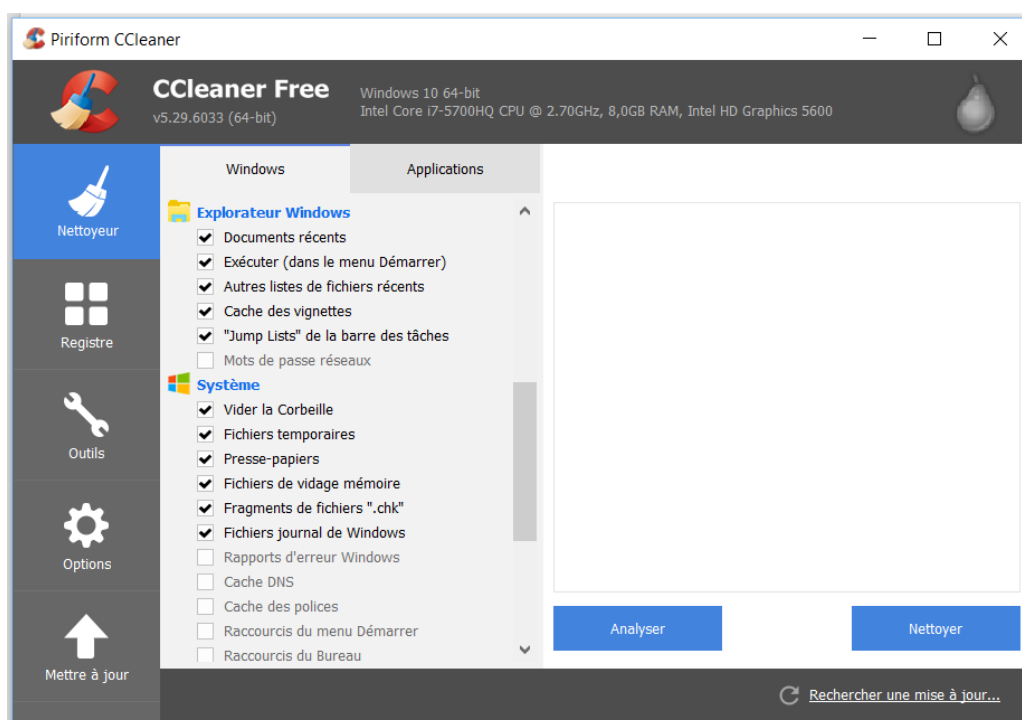 Piriform CCleaner
CCleaner Free
v5.29.6033 (64-bit)
Windows 10 64-bit
Intel Core i7-5700HQ CPU @ 2.70GHz, 8,0GB RAM, Intel HD Graphics 5600
Nettoyeur
Registre
Outils
Options
Mettre à jour
Windows
Applications
Explorateur Windows
Documents récents
Exécuter (dans le menu Démarrer)
Autres listes de fichiers récents
Cache des vignettes
"Jump Lists" de la barre des tâches
Mots de passe réseaux
Système
Vider la Corbeille
Fichiers temporaires
Presse-papiers
Fichiers de vidage mémoire
Fragments de fichiers ".chk"
Fichiers journal de Windows
Rapports d'erreur Windows
Cache DNS
Cache des polices
Raccourcis du menu Démarrer
Raccourcis du Bureau
Analyser
Nettoyer
Rechercher une mise à jour...